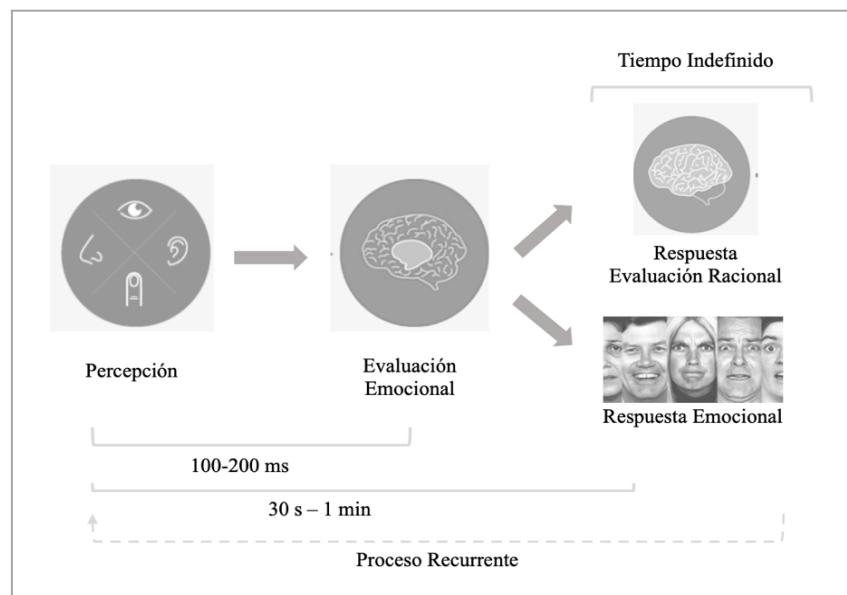 Tiempo Indefinido
Respuesta
Evaluación Racional
Percepción
Evaluación
Emocional
Respuesta Emocional
100-200 ms
30 s – 1 min
Proceso Recurrente